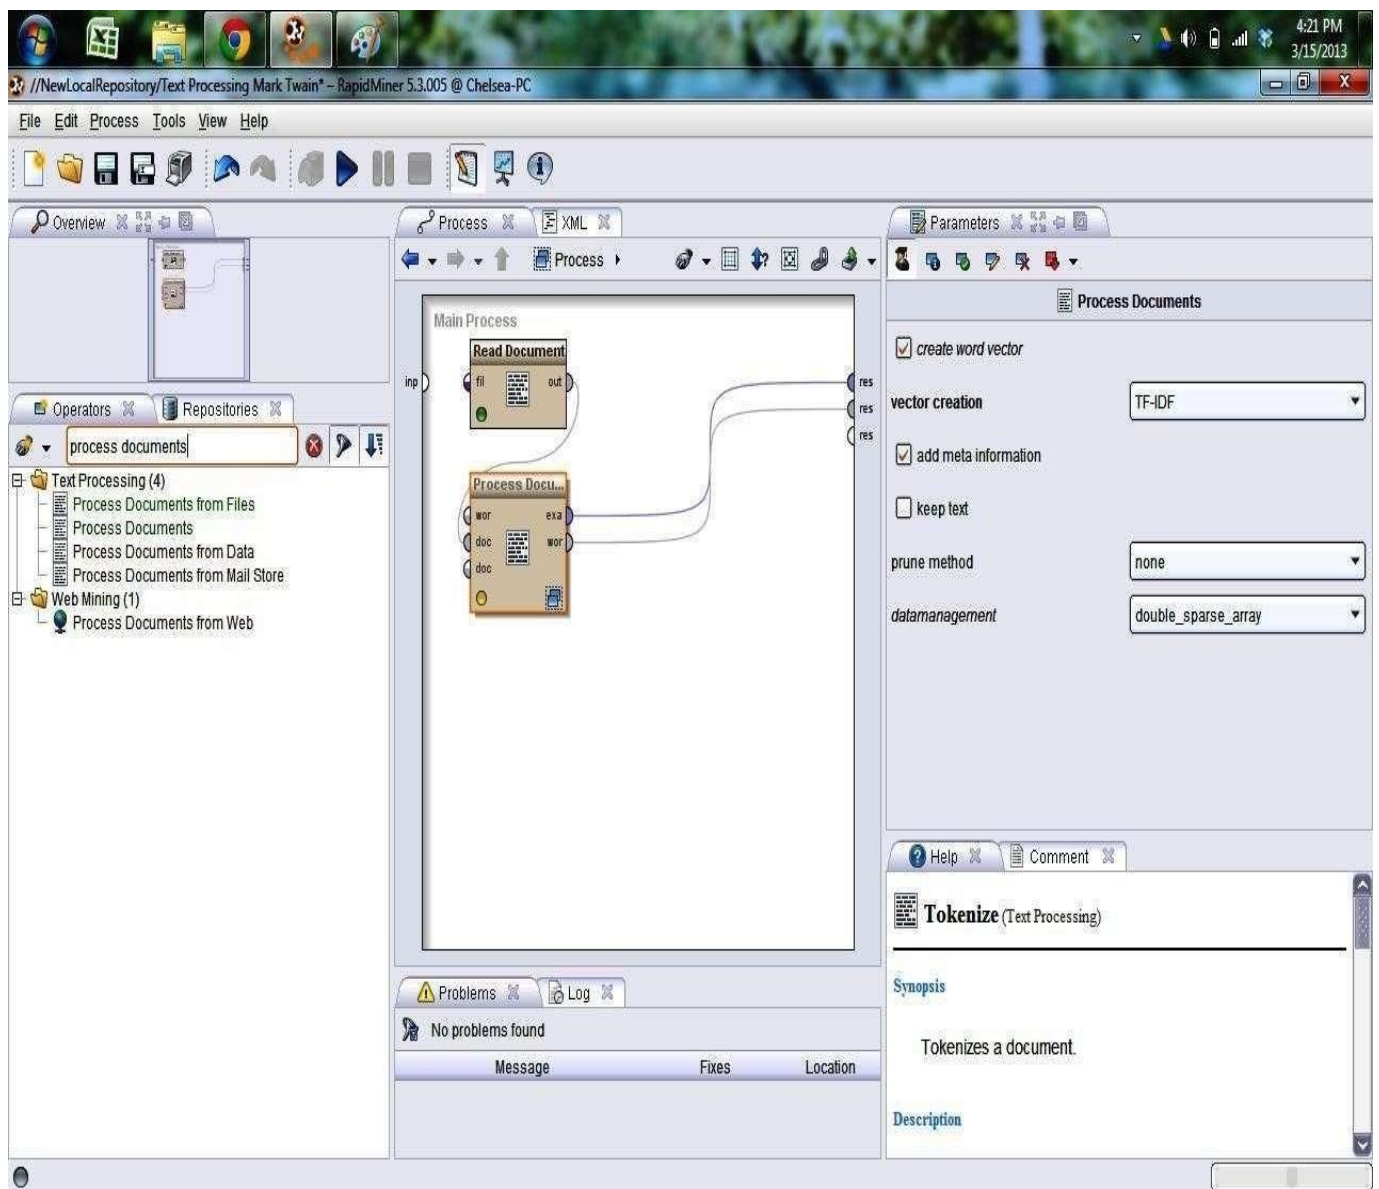 4:21 PM
3/15/2013
//NewLocalRepository/Text Processing Mark Twain* – RapidMiner 5.3.005 @ Chelsea-PC
File Edit Process Tools View Help
Overview
Process XML
Parameters
Process
Process Documents
Main Process
Read Document
inp fil out res
res
res
create word vector
vector creation TF-IDF
add meta information
keep text
prune method none
datamanagement double_sparse_array
Operators Repositories
process documents
Text Processing (4)
Process Documents from Files
Process Documents
Process Documents from Data
Process Documents from Mail Store
Web Mining (1)
Process Documents from Web
Process Docu...
wor exa
doc wor
doc
Problems Log
No problems found
Message Fixes Location
Help Comment
Tokenize (Text Processing)
Synopsis
Tokenizes a document.
Description